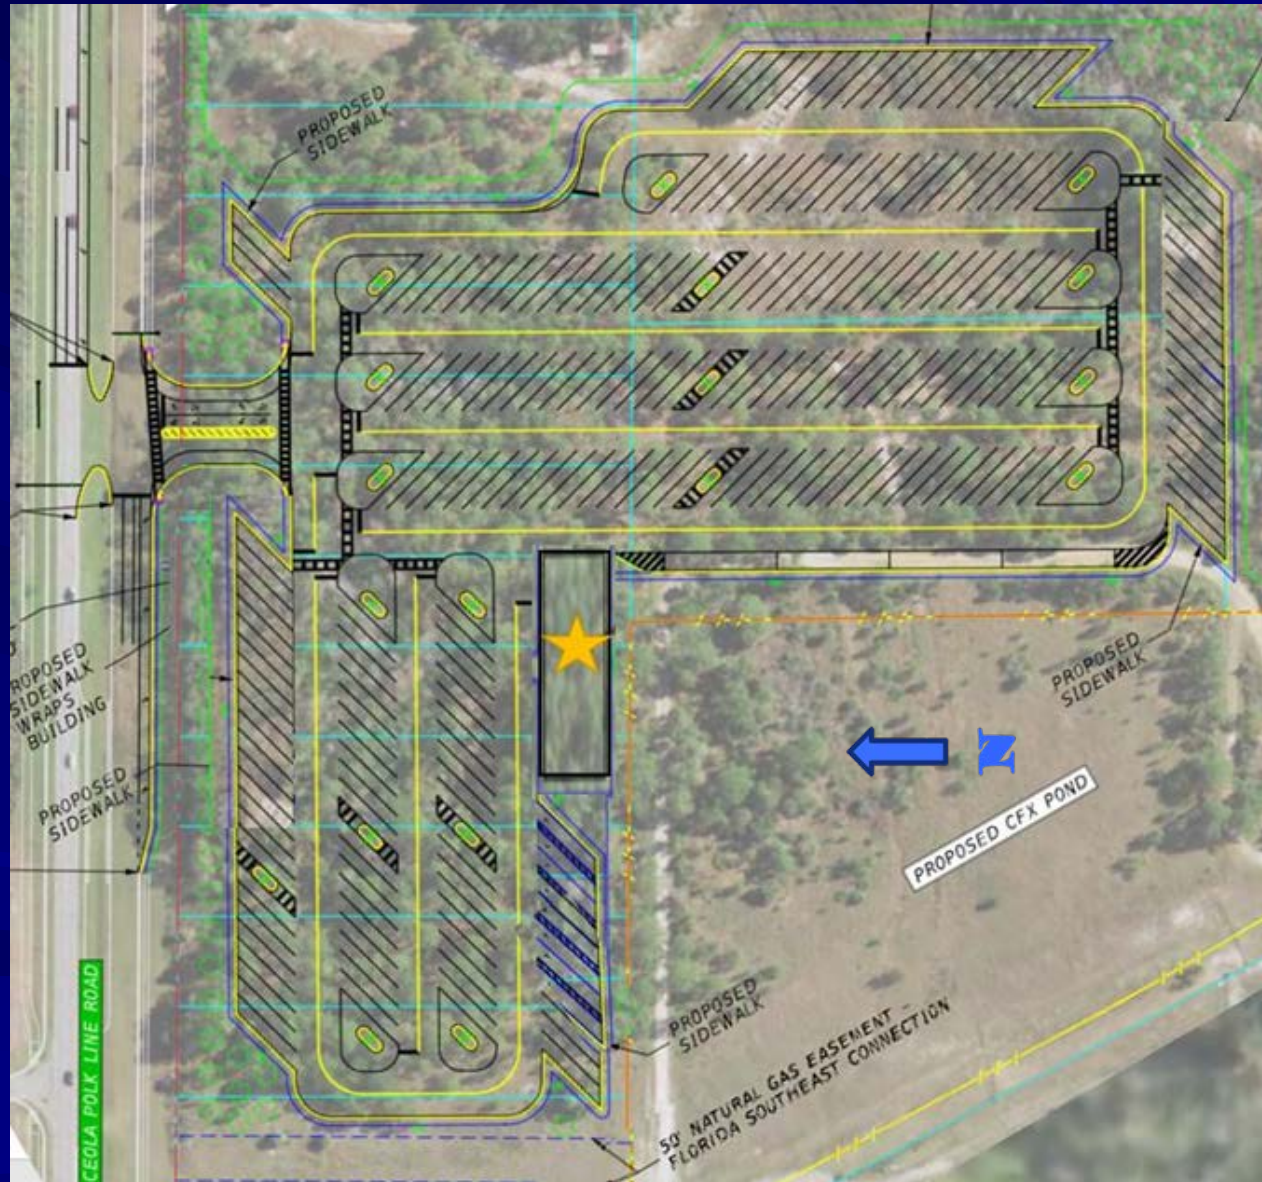 PROPOSED
SIDEWALK
ROPOSED
SIDEWALK
WRAPS
BUILDING
PROPOSED
SIDEWALK
PROPOSED
SIDEWALK
N
PROPOSED CFX POND
PROPOSED
SIDEWALK
50' NATURAL GAS EASEMENT -
FLORIDA SOUTHEAST CONNECTION
CEOLA POLK LINE ROAD